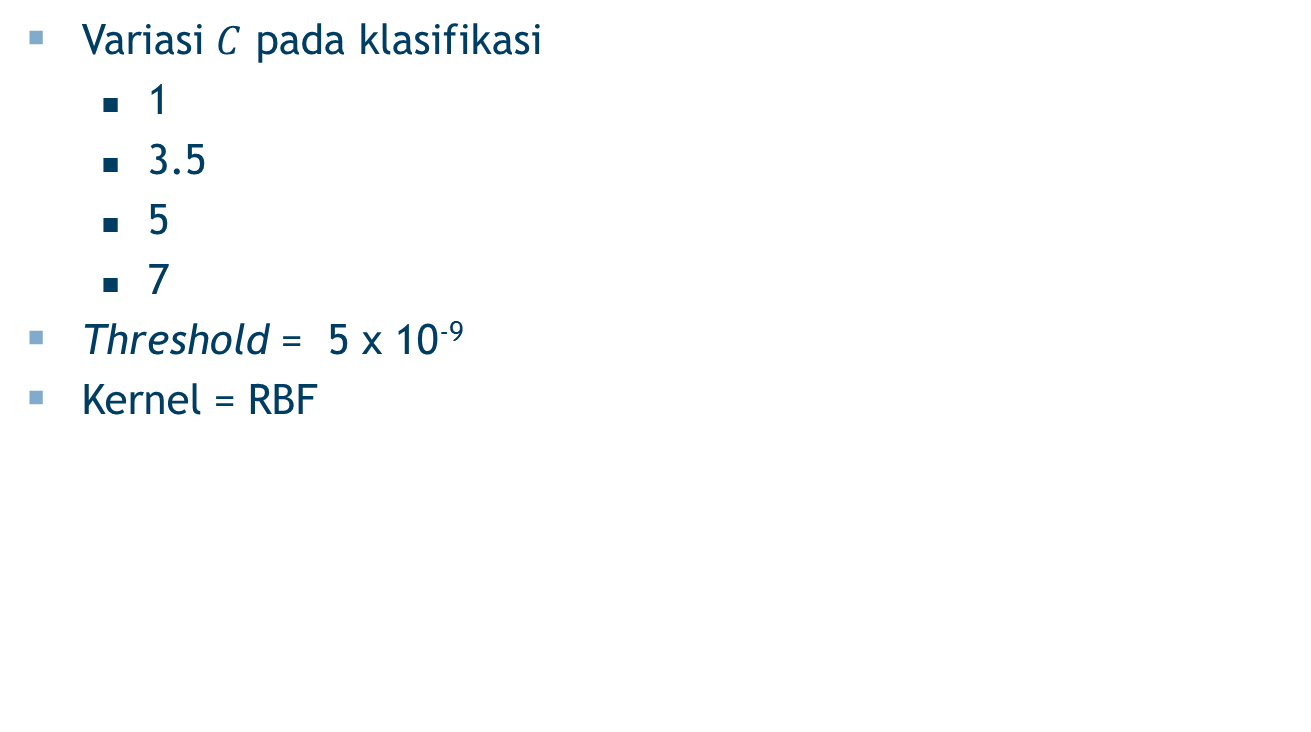 ▪ Variasi C pada klasifikasi
▪ 1
▪ 3.5
▪ 5
▪ 7
▪ Threshold = 5 x 10⁻⁹
▪ Kernel = RBF